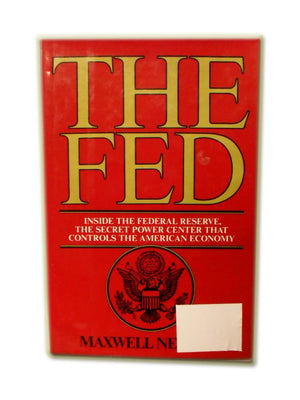 THE
FED
INSIDE THE FEDERAL RESERVE,
THE SECRET POWER CENTER THAT
CONTROLS THE AMERICAN ECONOMY
MAXWELL